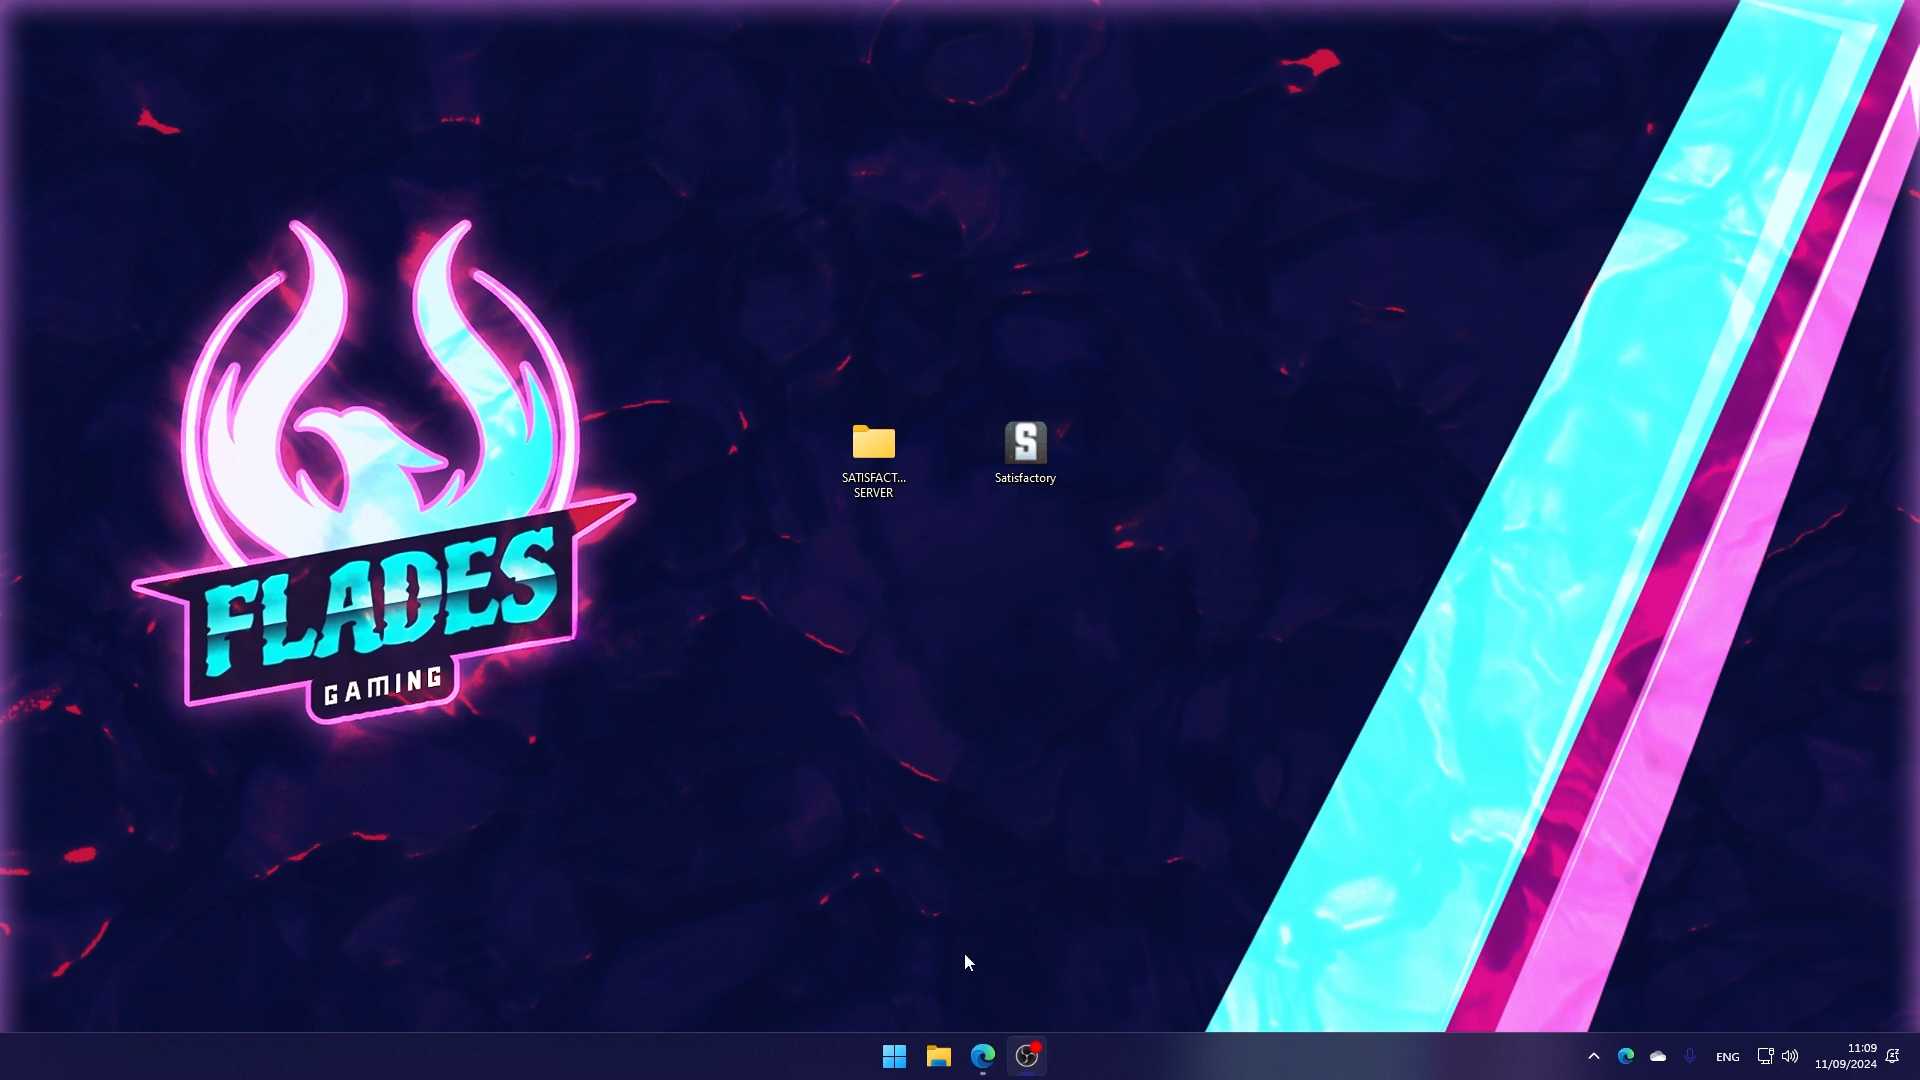 SATISFACT...
SERVER
Satisfactory
FLADES
GAMING
ENG
11:09
11/09/2024